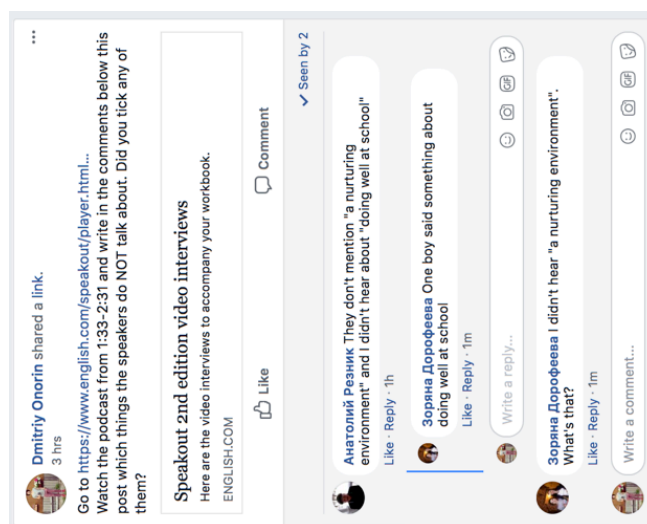 Dmitriy Onorin shared a link.
3 hrs
Go to https://www.english.com/speakout/player.html...
Watch the podcast from 1:33-2:31 and write in the comments below this
post which things the speakers do NOT talk about. Did you tick any of
them?
Speakout 2nd edition video interviews
Here are the video interviews to accompany your workbook.
ENGLISH.COM
Like
Comment
Seen by 2
Анатолий Резник They don't mention "a nurturing
environment" and I didn't hear about "doing well at school"
Like · Reply · 1h
Зоряна Дорофеева One boy said something about
doing well at school
Like · Reply · 1m
Write a reply...
GIF
Зоряна Дорофеева I didn't hear "a nurturing environment".
What's that?
Like · Reply · 1m
Write a comment...
GIF